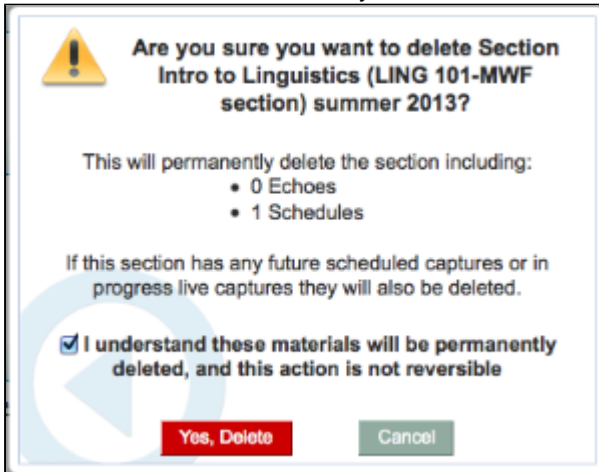 Are you sure you want to delete Section
Intro to Linguistics (LING 101-MWF
section) summer 2013?
This will permanently delete the section including:
• 0 Echoes
• 1 Schedules
If this section has any future scheduled captures or in
progress live captures they will also be deleted.
I understand these materials will be permanently
deleted, and this action is not reversible
Yes, Delete
Cancel